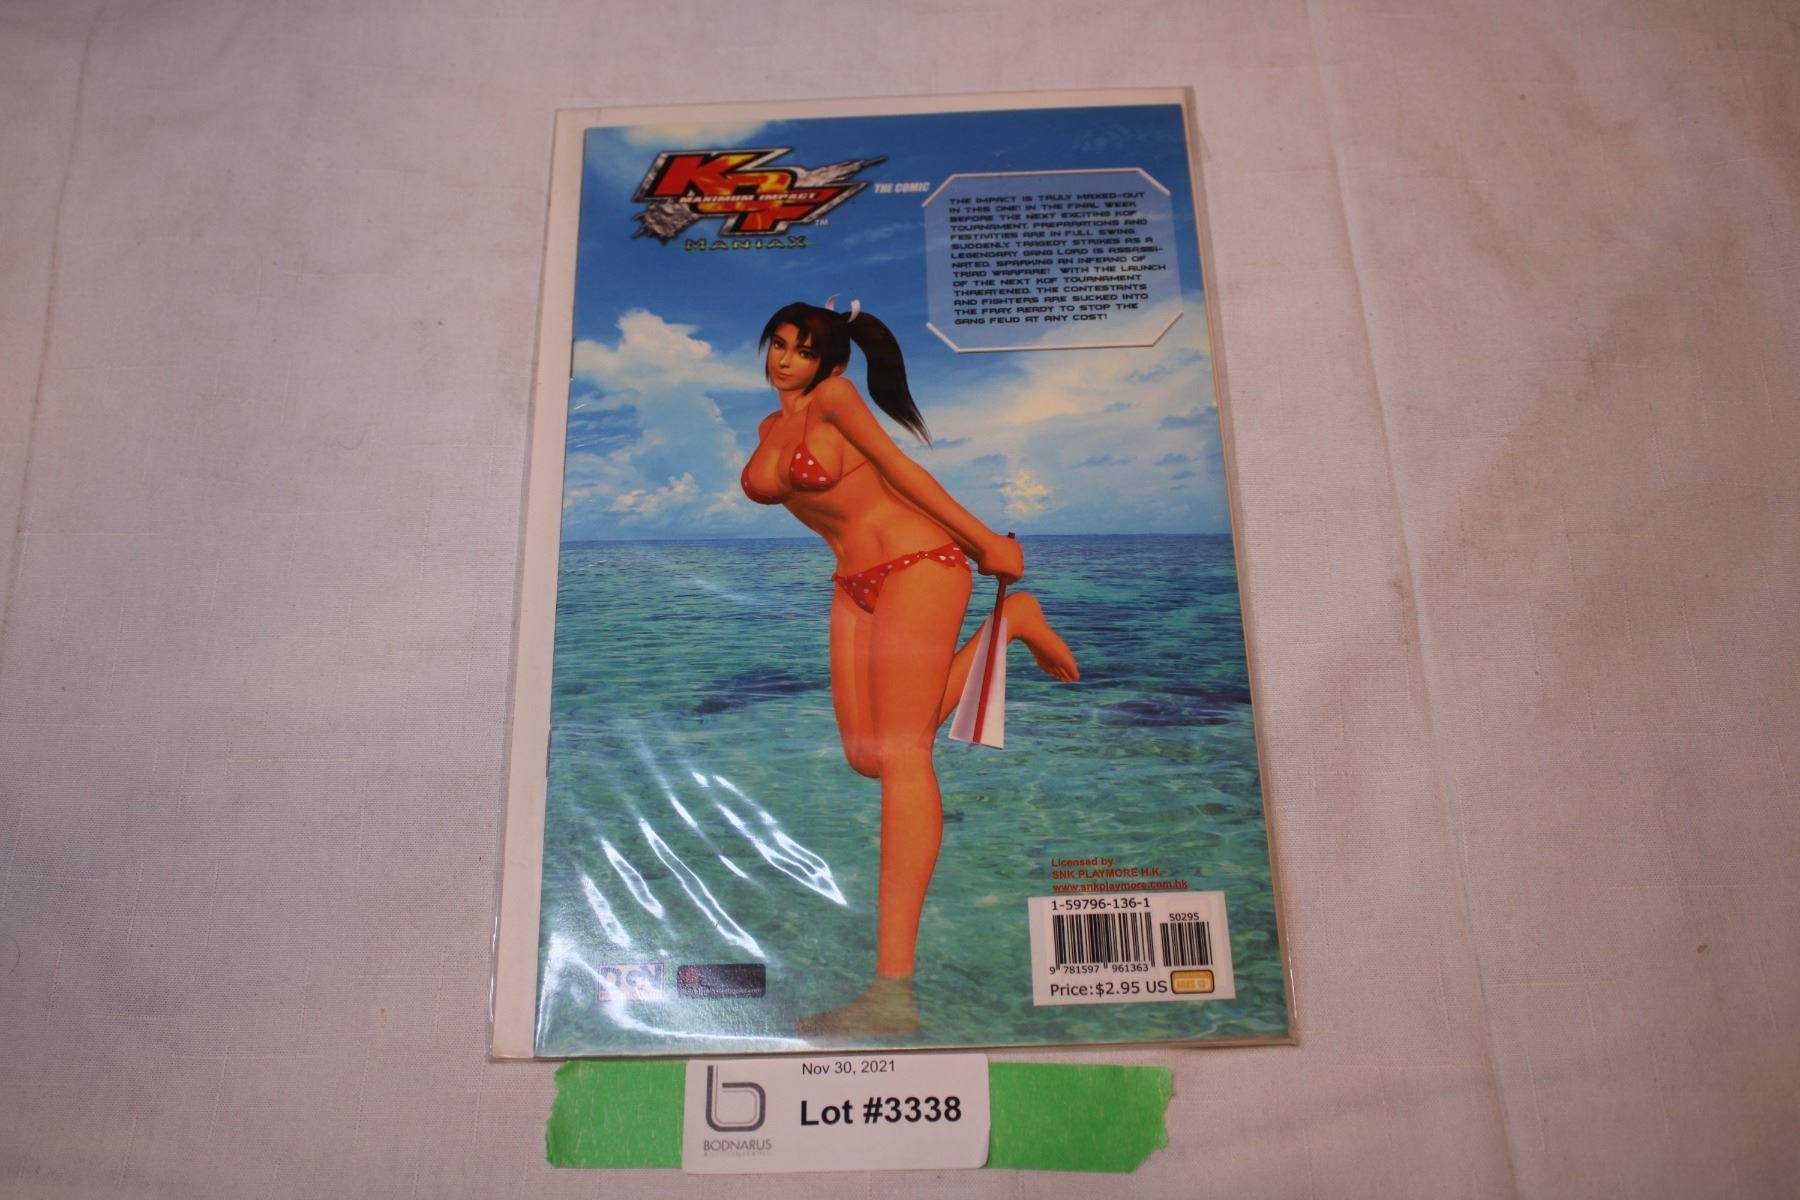 KOF
MAXIMUM IMPACT
TM
MANIAX
THE COMIC
THE IMPACT IS TRULY MAXED-OUT
IN THIS ONE! IN THE FINAL WEEK
BEFORE THE NEXT EXCITING KOF
TOURNAMENT, PREPARATIONS AND
FESTIVITIES ARE IN FULL SWING.
SUDDENLY TRAGEDY STRIKES AS A
LEGENDARY GANG LORD IS ASSASSI-
NATED, SPARKING AN INFERNO OF
TRIAD WARFARE! WITH THE LAUNCH
OF THE NEXT KOF TOURNAMENT
THREATENED, THE CONTESTANTS
AND FIGHTERS ARE SUCKED INTO
THE FRAY, READY TO STOP THE
GANG FEUD AT ANY COST!
Licensed by
SNK PLAYMORE H.K.
www.snkplaymore.com.hk
1-59796-136-1
50295
9 781597 961363
Price:$2.95 US
AGES 13+
Nov 30, 2021
Lot #3338
BODNARUS
AUCTIONEERING